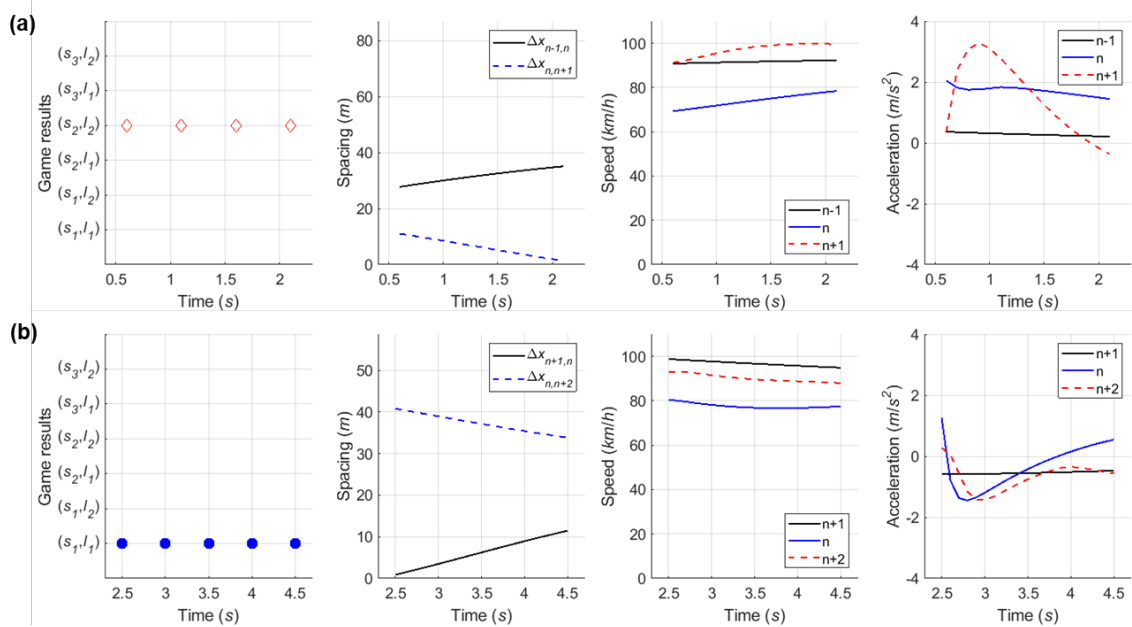 (a)
Game results
(s3,l2)
(s3,l1)
(s2,l2)
(s2,l1)
(s1,l2)
(s1,l1)
0.5 1 1.5 2
Time (s)
Spacing (m)
80
60
40
20
0
Δxn-1,n
Δxn,n+1
0.5 1 1.5 2
Time (s)
Speed (km/h)
100
80
60
40
20
0
n-1
n
n+1
0.5 1 1.5 2
Time (s)
Acceleration (m/s2)
4
2
0
-2
-4
n-1
n
n+1
0.5 1 1.5 2
Time (s)
(b)
Game results
(s3,l2)
(s3,l1)
(s2,l2)
(s2,l1)
(s1,l2)
(s1,l1)
2.5 3 3.5 4 4.5
Time (s)
Spacing (m)
50
40
30
20
10
0
Δxn+1,n
Δxn,n+2
2.5 3 3.5 4 4.5
Time (s)
Speed (km/h)
100
80
60
40
20
0
n+1
n
n+2
2.5 3 3.5 4 4.5
Time (s)
Acceleration (m/s2)
4
2
0
-2
-4
n+1
n
n+2
2.5 3 3.5 4 4.5
Time (s)